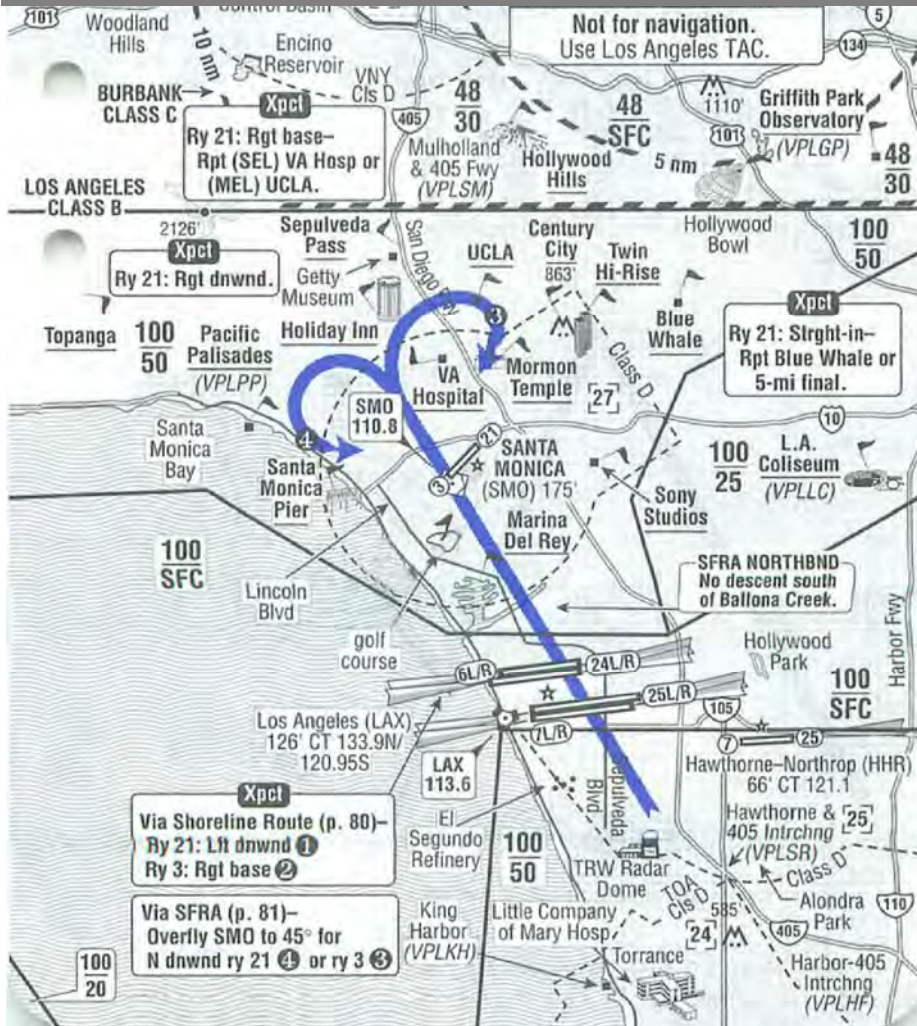 101
Woodland
Hills
Control Basin
10 nm
Encino
Reservoir
VNY
Cls D
405
BURBANK
CLASS C
Not for navigation.
Use Los Angeles TAC.
5
134
1110'
101
Griffith Park
Observatory
(VPLGP)
48
30
48
SFC
48
30
5 nm
Xpct
Ry 21: Rgt base–
Rpt (SEL) VA Hosp or
(MEL) UCLA.
Mulholland
& 405 Fwy
(VPLSM)
Hollywood
Hills
LOS ANGELES
CLASS B
2126'
Hollywood
Bowl
100
50
Xpct
Ry 21: Rgt dnwnd.
Sepulveda
Pass
Getty
Museum
San Diego Fwy
UCLA
Century
City
863'
Twin
Hi-Rise
Blue
Whale
Xpct
Ry 21: Strght-in–
Rpt Blue Whale or
5-mi final.
Topanga
100
50
Pacific
Palisades
(VPLPP)
Holiday Inn
3
VA
Hospital
Mormon
Temple
Class D
27
10
Santa
Monica
Bay
4
SMO
110.8
21
3
SANTA
MONICA
(SMO) 175'
Santa
Monica
Pier
Sony
Studios
100
25
L.A.
Coliseum
(VPLLC)
Marina
Del Rey
100
SFC
Lincoln
Blvd
golf
course
SFRA NORTHBND
No descent south
of Ballona Creek.
Hollywood
Park
Harbor Fwy
100
SFC
6L/R
24L/R
25L/R
7L/R
105
7
25
Los Angeles (LAX)
126' CT 133.9N/
120.95S
LAX
113.6
Hawthorne–Northrop (HHR)
66' CT 121.1
Xpct
Via Shoreline Route (p. 80)–
Ry 21: Lft dnwnd 1
Ry 3: Rgt base 2
El
Segundo
Refinery
Sepulveda
Blvd
Hawthorne &
405 Intrchng
(VPLSR)
25
100
50
TRW Radar
Dome
Class D
Alondra
Park
110
Via SFRA (p. 81)–
Overfly SMO to 45° for
N dnwnd ry 21 4 or ry 3 3
King
Harbor
(VPLKH)
Little Company
of Mary Hosp
TOA
Cls D
585'
24
405
Torrance
Harbor-405
Intrchng
(VPLHF)
100
20